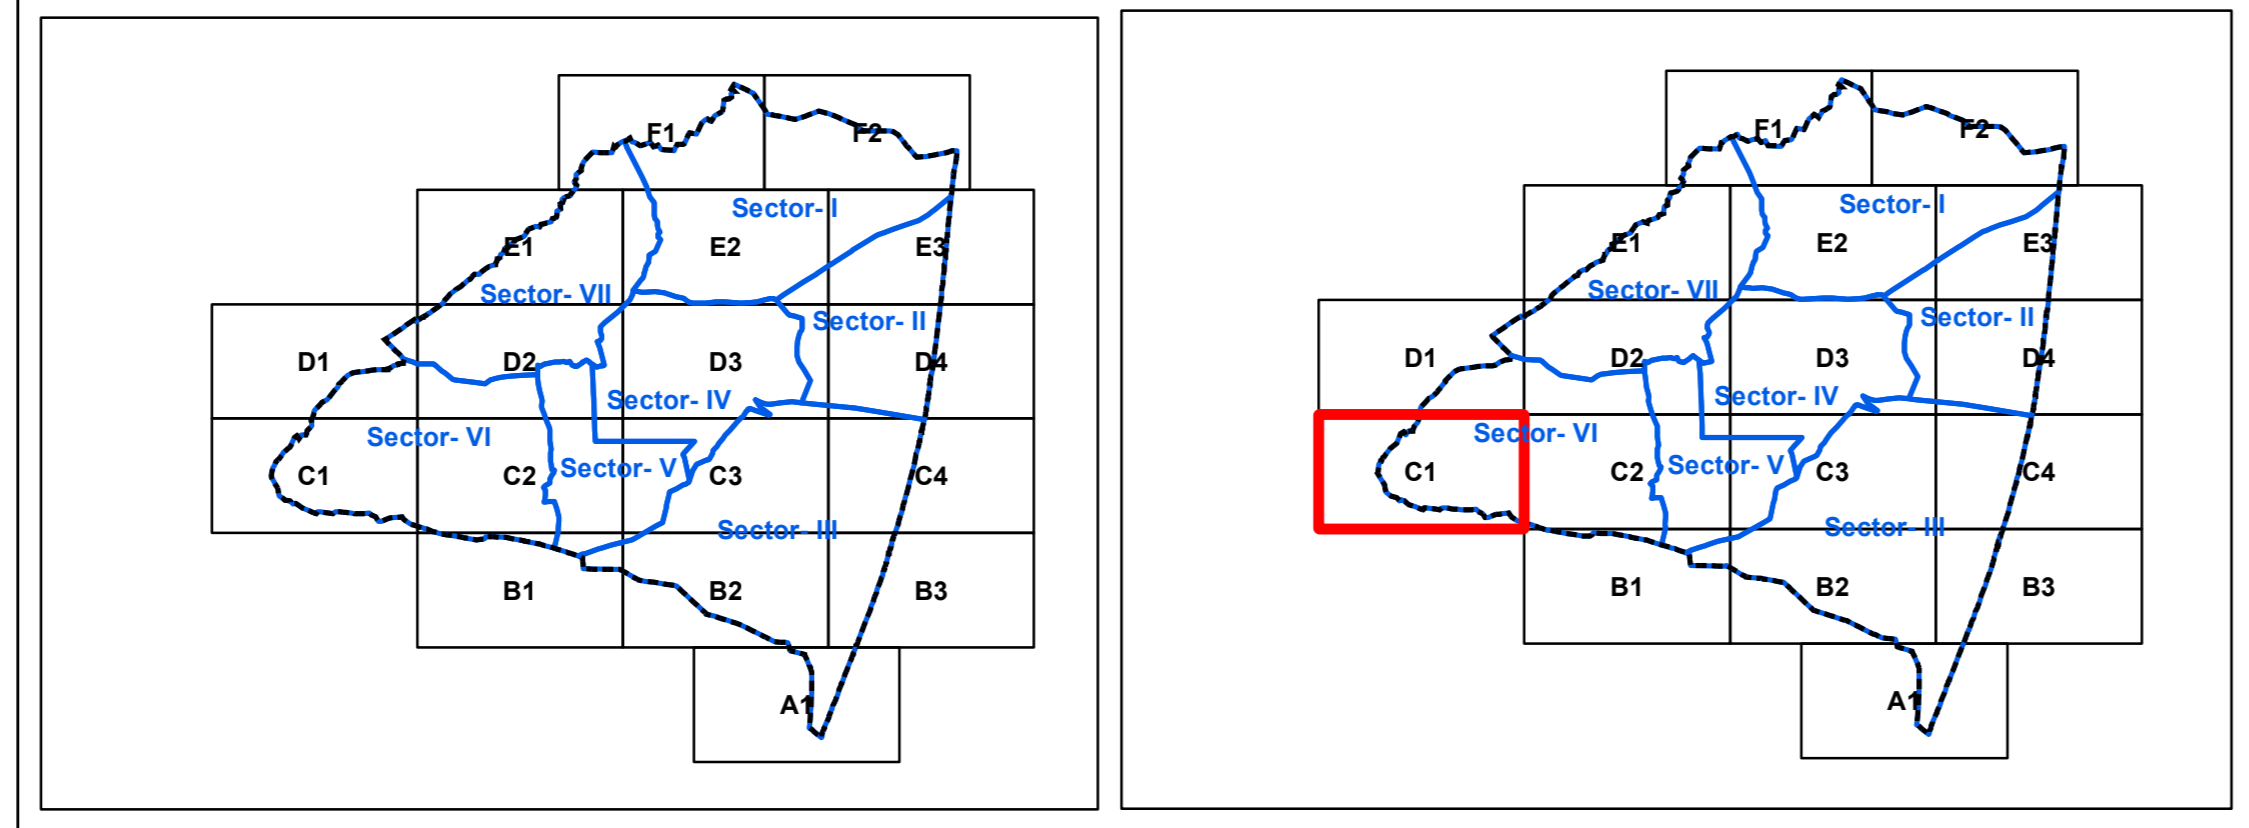 F1
F2
Sector- I
E1
E2
E3
Sector- VII
Sector- II
D1
D2
D3
D4
Sector- IV
Sector- VI
Sector- V
C1
C2
C3
C4
Sector- III
B1
B2
B3
A1
F1
F2
Sector- I
E1
E2
E3
Sector- VII
Sector- II
D1
D2
D3
D4
Sector- IV
Sector- VI
Sector- V
C1
C2
C3
C4
Sector- III
B1
B2
B3
A1